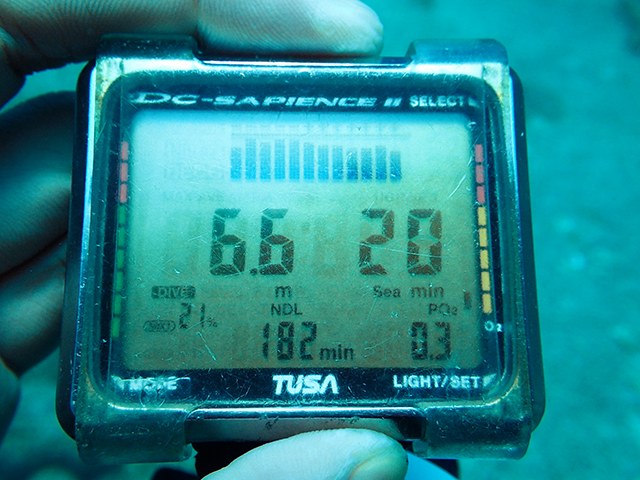 DC-SAPIENCE II SELECT
6.6 20
DIVE m Sea min
21% NDL PO₂
182 min 0.3
O₂
MODE TUSA LIGHT/SET